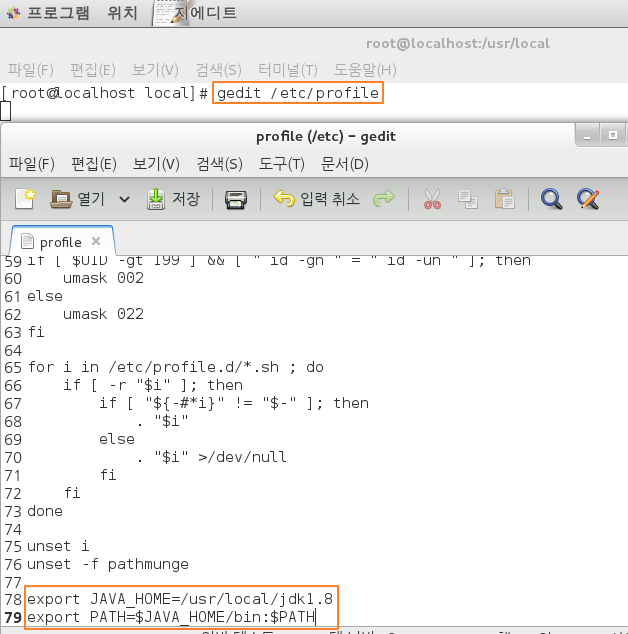 프로그램 위치 지에디트
root@localhost:/usr/local
파일(F) 편집(E) 보기(V) 검색(S) 터미널(T) 도움말(H)
[root@localhost local]# gedit /etc/profile
profile (/etc) – gedit
파일(F) 편집(E) 보기(V) 검색(S) 도구(T) 문서(D)
열기 저장 입력 취소
profile
59 if [ $UID -gt 199 ] && [ "`id -gn`" = "`id -un`" ]; then
60 umask 002
61 else
62 umask 022
63 fi
64
65 for i in /etc/profile.d/*.sh ; do
66 if [ -r "$i" ]; then
67 if [ "${-#*i}" != "$-" ]; then
68 . "$i"
69 else
70 . "$i" >/dev/null
71 fi
72 fi
73 done
74
75 unset i
76 unset -f pathmunge
77
78 export JAVA_HOME=/usr/local/jdk1.8
79 export PATH=$JAVA_HOME/bin:$PATH